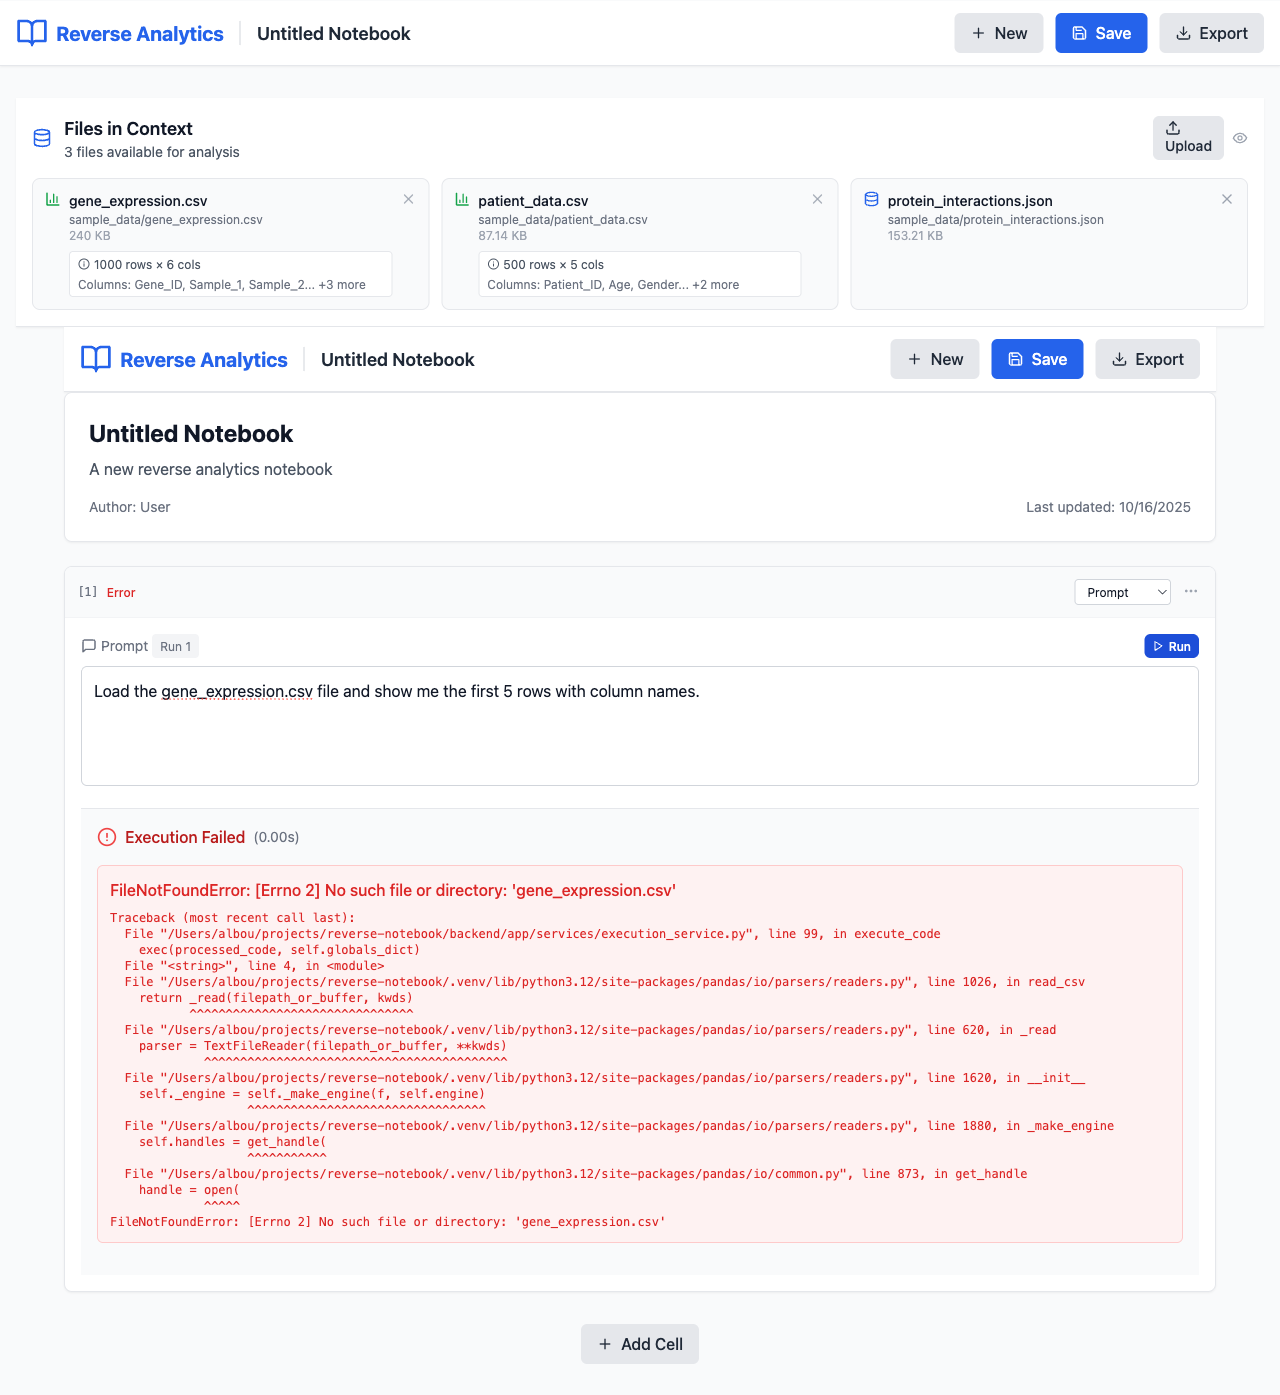 Reverse Analytics
Untitled Notebook
New
Save
Export
Files in Context
3 files available for analysis
Upload
gene_expression.csv
sample_data/gene_expression.csv
240 KB
1000 rows × 6 cols
Columns: Gene_ID, Sample_1, Sample_2... +3 more
patient_data.csv
sample_data/patient_data.csv
87.14 KB
500 rows × 5 cols
Columns: Patient_ID, Age, Gender... +2 more
protein_interactions.json
sample_data/protein_interactions.json
153.21 KB
Reverse Analytics
Untitled Notebook
New
Save
Export
Untitled Notebook
A new reverse analytics notebook
Author: User
Last updated: 10/16/2025
[1] Error
Prompt
Prompt Run 1
Run
Load the gene_expression.csv file and show me the first 5 rows with column names.
Execution Failed (0.00s)
FileNotFoundError: [Errno 2] No such file or directory: 'gene_expression.csv'
Traceback (most recent call last):
  File "/Users/albou/projects/reverse-notebook/backend/app/services/execution_service.py", line 99, in execute_code
    exec(processed_code, self.globals_dict)
  File "<string>", line 4, in <module>
  File "/Users/albou/projects/reverse-notebook/.venv/lib/python3.12/site-packages/pandas/io/parsers/readers.py", line 1026, in read_csv
    return _read(filepath_or_buffer, kwds)
           ^^^^^^^^^^^^^^^^^^^^^^^^^^^^^^^
  File "/Users/albou/projects/reverse-notebook/.venv/lib/python3.12/site-packages/pandas/io/parsers/readers.py", line 620, in _read
    parser = TextFileReader(filepath_or_buffer, **kwds)
             ^^^^^^^^^^^^^^^^^^^^^^^^^^^^^^^^^^^^^^^^^^
  File "/Users/albou/projects/reverse-notebook/.venv/lib/python3.12/site-packages/pandas/io/parsers/readers.py", line 1620, in __init__
    self._engine = self._make_engine(f, self.engine)
                   ^^^^^^^^^^^^^^^^^^^^^^^^^^^^^^^^^
  File "/Users/albou/projects/reverse-notebook/.venv/lib/python3.12/site-packages/pandas/io/parsers/readers.py", line 1880, in _make_engine
    self.handles = get_handle(
                   ^^^^^^^^^^^
  File "/Users/albou/projects/reverse-notebook/.venv/lib/python3.12/site-packages/pandas/io/common.py", line 873, in get_handle
    handle = open(
             ^^^^^
FileNotFoundError: [Errno 2] No such file or directory: 'gene_expression.csv'
Add Cell